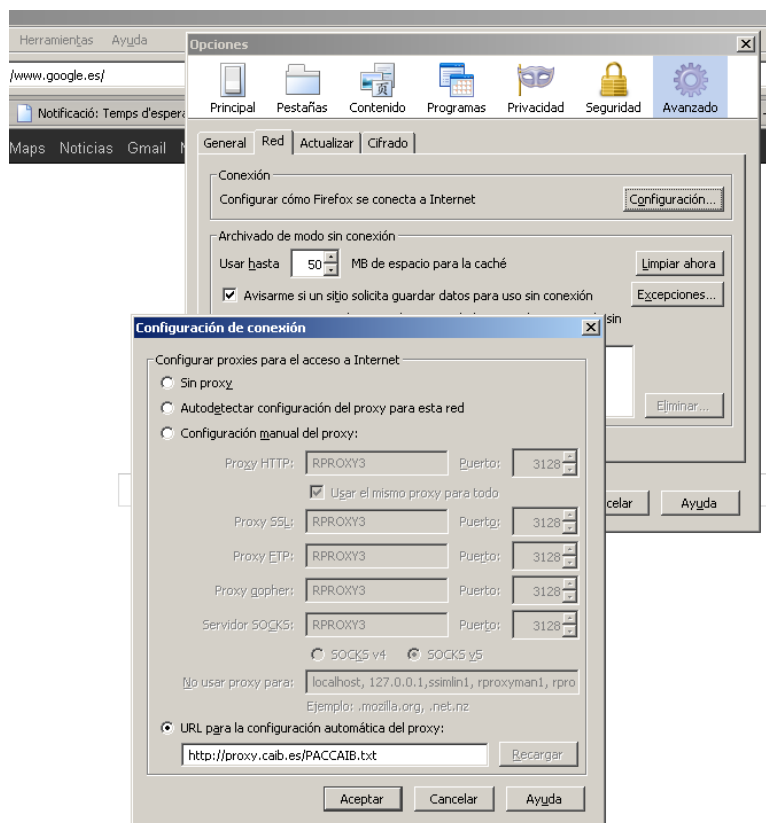 Herramientas Ayuda
Opciones
/www.google.es/
Principal Pestañas Contenido Programas Privacidad Seguridad Avanzado
Notificació: Temps d'espera
Maps Noticias Gmail
General Red Actualizar Cifrado
Conexión
Configurar cómo Firefox se conecta a Internet Configuración...
Archivado de modo sin conexión
Usar hasta 50 MB de espacio para la caché Limpiar ahora
Avisarme si un sitio solicita guardar datos para uso sin conexión Excepciones...
sin
Eliminar...
celar Ayuda
Configuración de conexión
Configurar proxies para el acceso a Internet
Sin proxy
Autodetectar configuración del proxy para esta red
Configuración manual del proxy:
Proxy HTTP: RPROXY3 Puerto: 3128
Usar el mismo proxy para todo
Proxy SSL: RPROXY3 Puerto: 3128
Proxy FTP: RPROXY3 Puerto: 3128
Proxy gopher: RPROXY3 Puerto: 3128
Servidor SOCKS: RPROXY3 Puerto: 3128
SOCKS v4 SOCKS v5
No usar proxy para: localhost, 127.0.0.1,ssimlin1, rproxyman1, rpro
Ejemplo: .mozilla.org, .net.nz
URL para la configuración automática del proxy:
http://proxy.caib.es/PACCAIB.txt Recargar
Aceptar Cancelar Ayuda